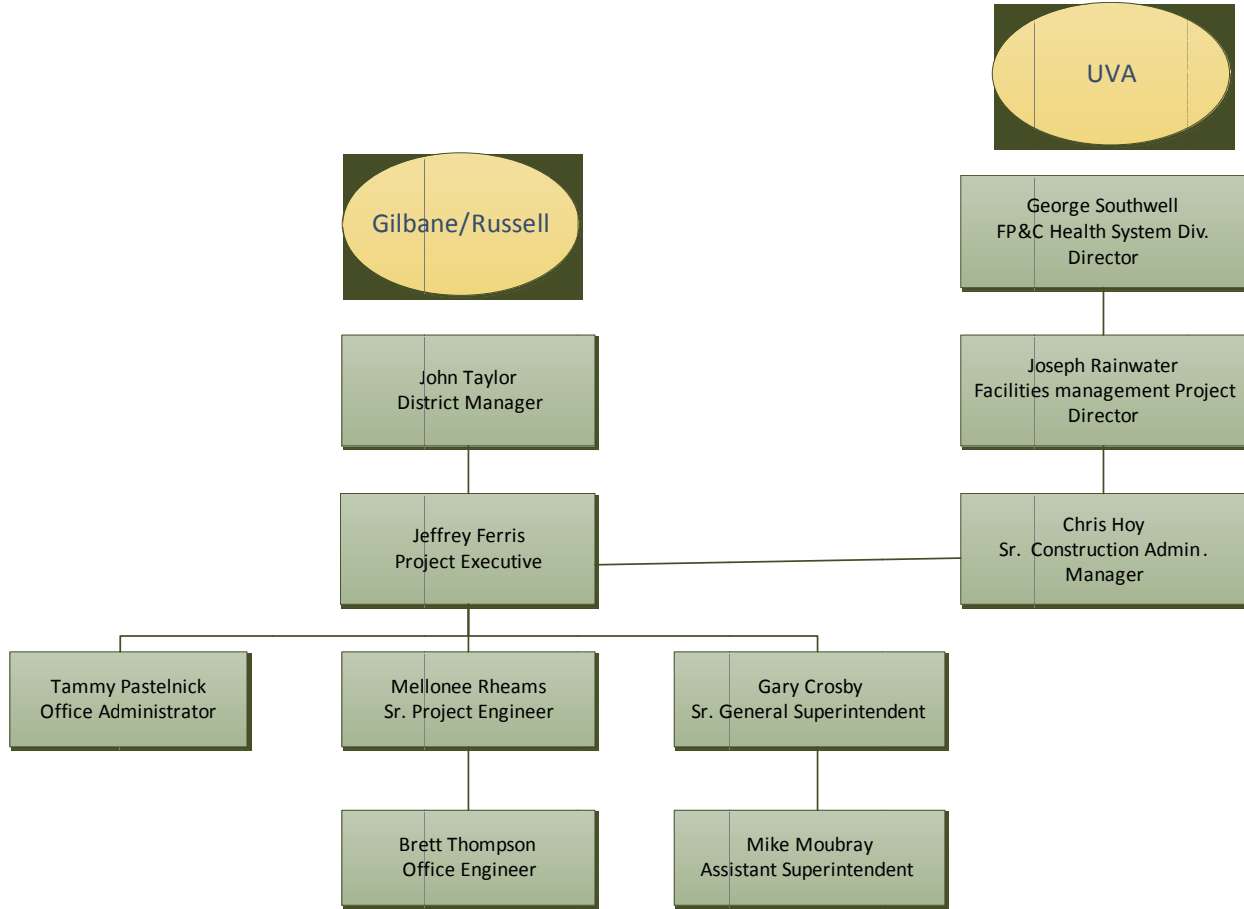 UVA
Gilbane/Russell
George Southwell
FP&C Health System Div.
Director
John Taylor
District Manager
Joseph Rainwater
Facilities management Project
Director
Jeffrey Ferris
Project Executive
Chris Hoy
Sr. Construction Admin.
Manager
Tammy Pastelnick
Office Administrator
Mellonee Rheams
Sr. Project Engineer
Gary Crosby
Sr. General Superintendent
Brett Thompson
Office Engineer
Mike Moubray
Assistant Superintendent